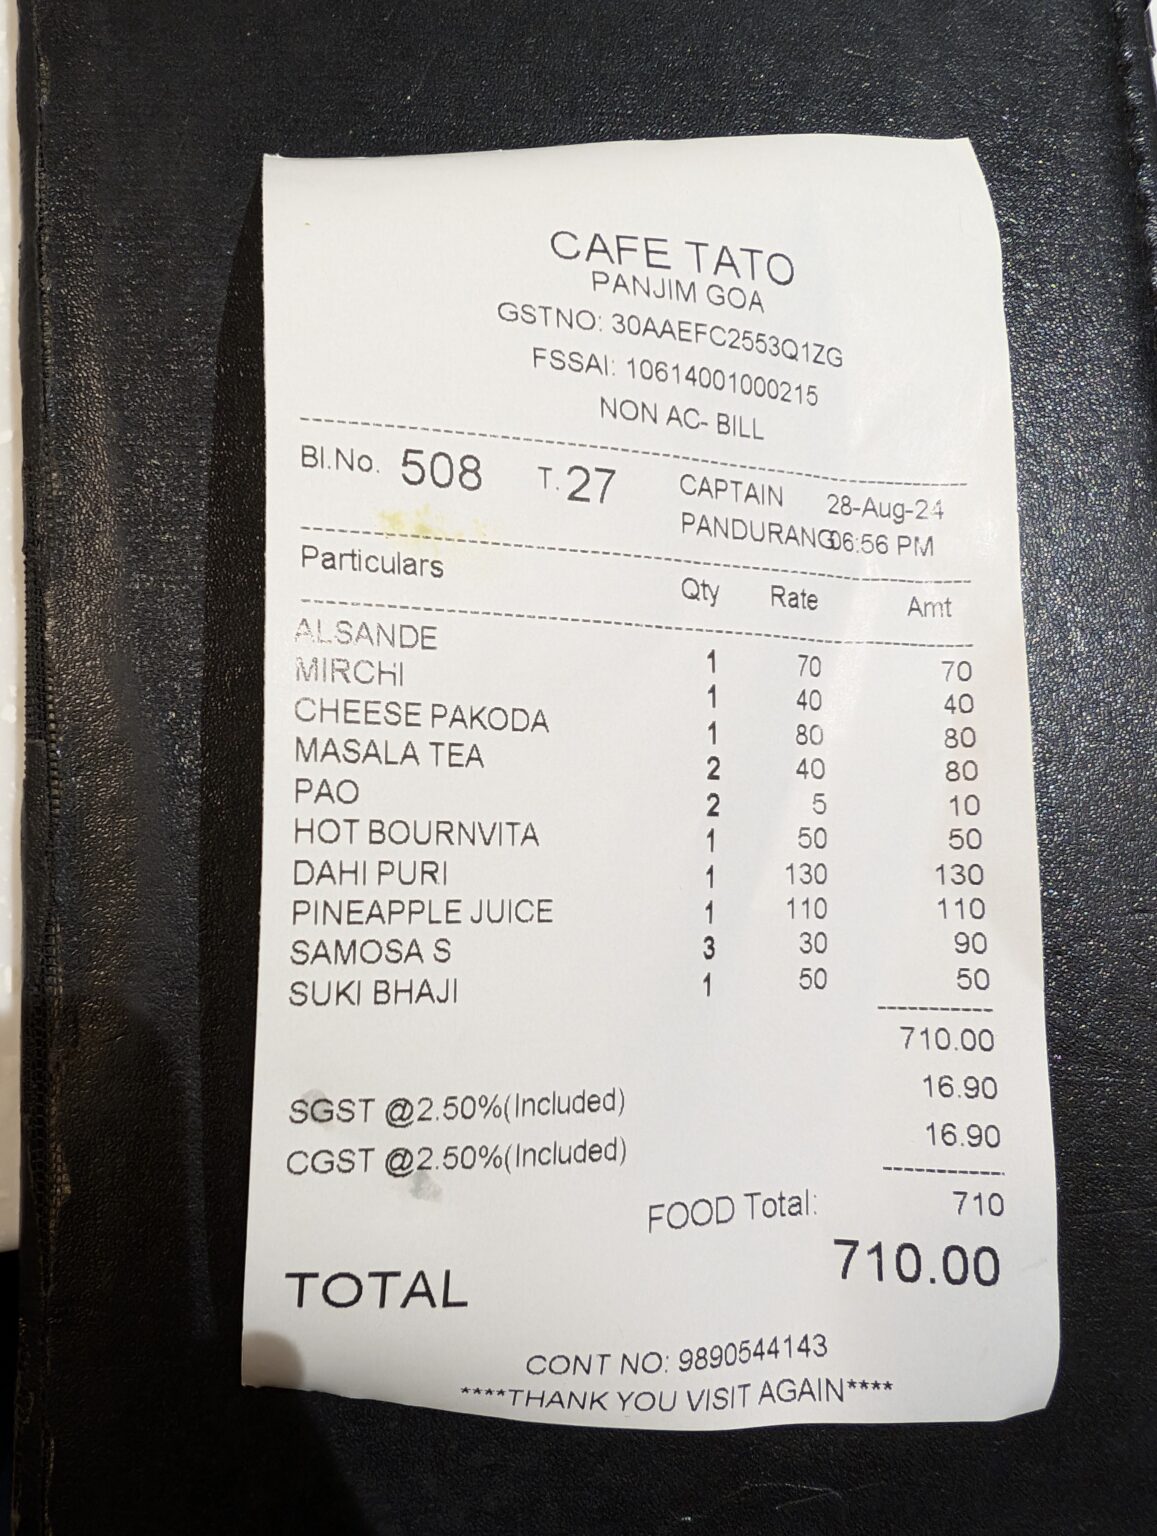 CAFE TATO
PANJIM GOA
GSTNO: 30AAEFC2553Q1ZG
FSSAI: 10614001000215
NON AC- BILL
Bl.No. 508 T. 27 CAPTAIN 28-Aug-24
PANDURANG 06:56 PM
Particulars Qty Rate Amt
ALSANDE 1 70 70
MIRCHI 1 40 40
CHEESE PAKODA 1 80 80
MASALA TEA 2 40 80
PAO 2 5 10
HOT BOURNVITA 1 50 50
DAHI PURI 1 130 130
PINEAPPLE JUICE 1 110 110
SAMOSA S 3 30 90
SUKI BHAJI 1 50 50
710.00
SGST @2.50%(Included) 16.90
CGST @2.50%(Included) 16.90
FOOD Total: 710
TOTAL 710.00
CONT NO: 9890544143
****THANK YOU VISIT AGAIN****